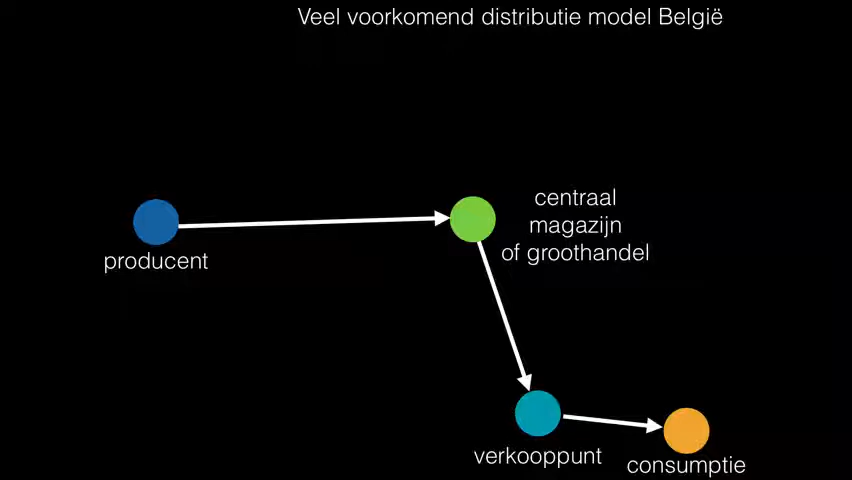 Veel voorkomend distributie model België
centraal
magazijn
of groothandel
producent
verkooppunt
consumptie